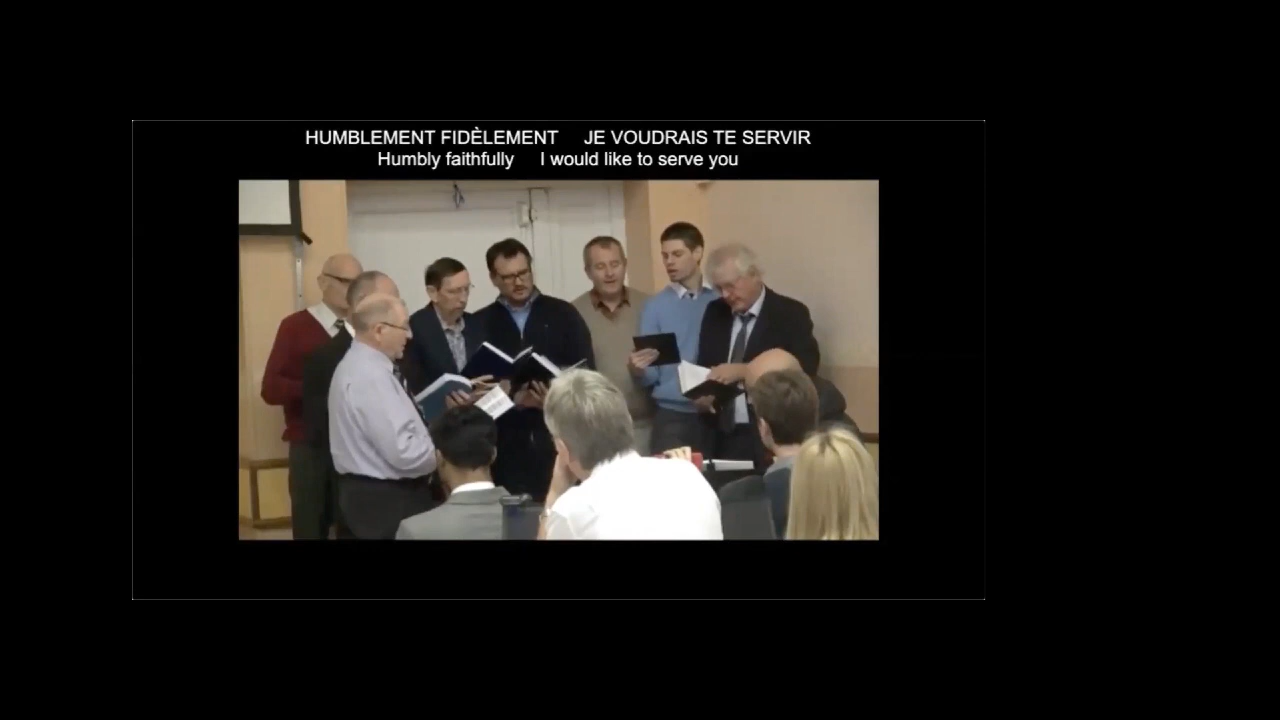 HUMBLEMENT FIDÈLEMENT JE VOUDRAIS TE SERVIR
Humbly faithfully I would like to serve you